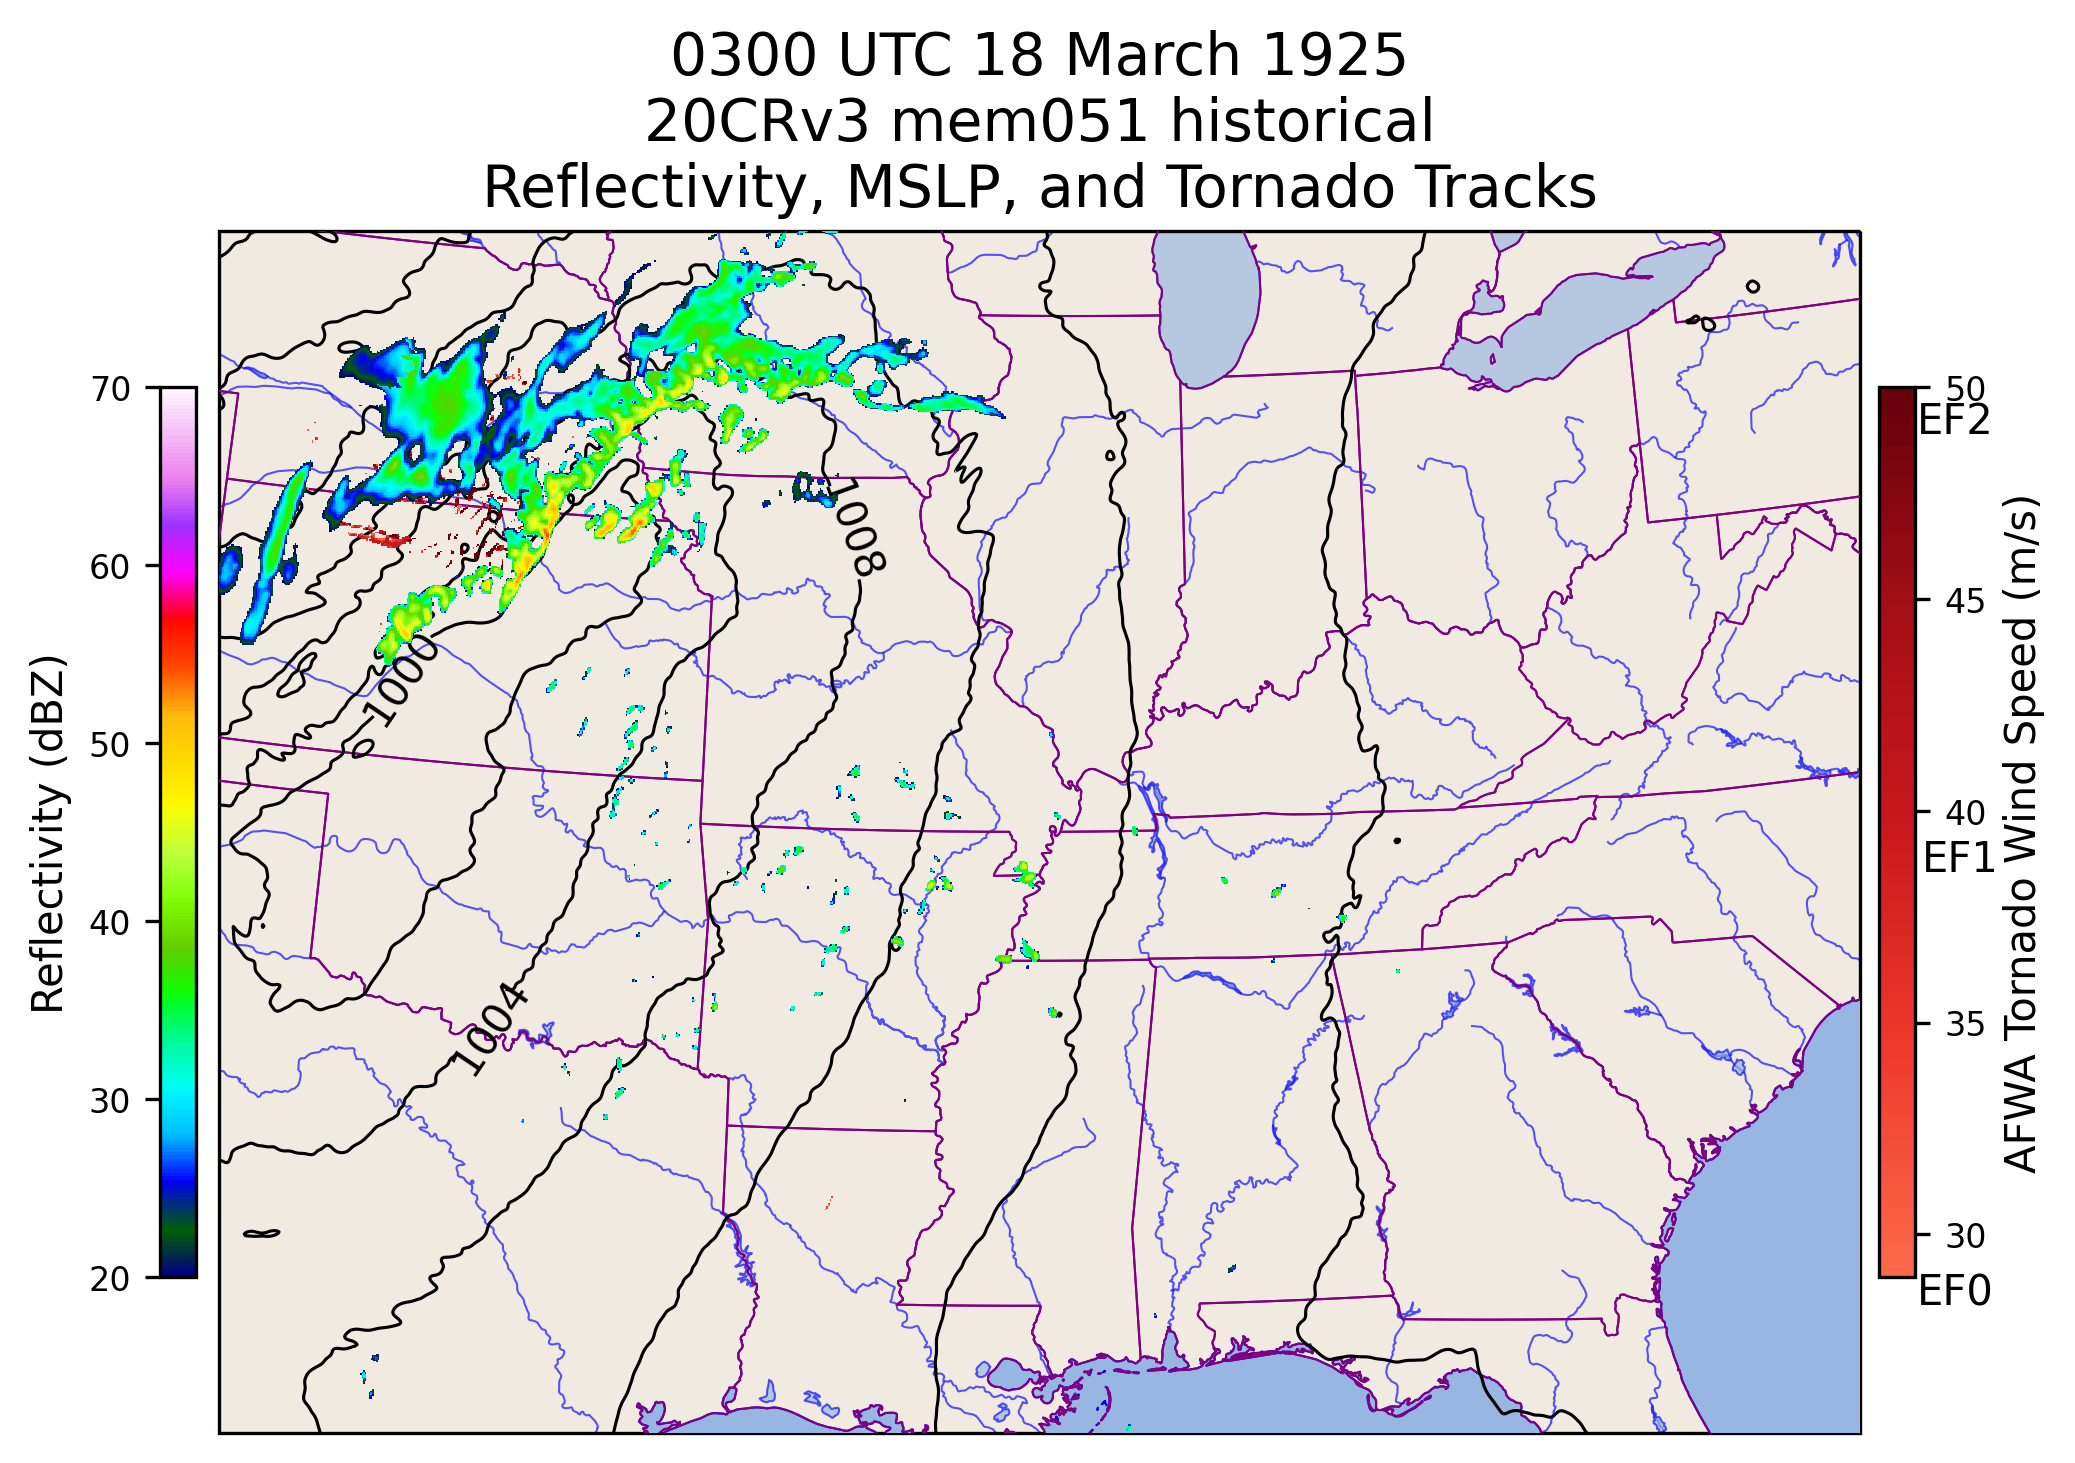 0300 UTC 18 March 1925
20CRv3 mem051 historical
Reflectivity, MSLP, and Tornado Tracks
70
60
50
40
30
20
Reflectivity (dBZ)
1008
1000
1004
50
EF2
45
40
EF1
35
30
EF0
AFWA Tornado Wind Speed (m/s)